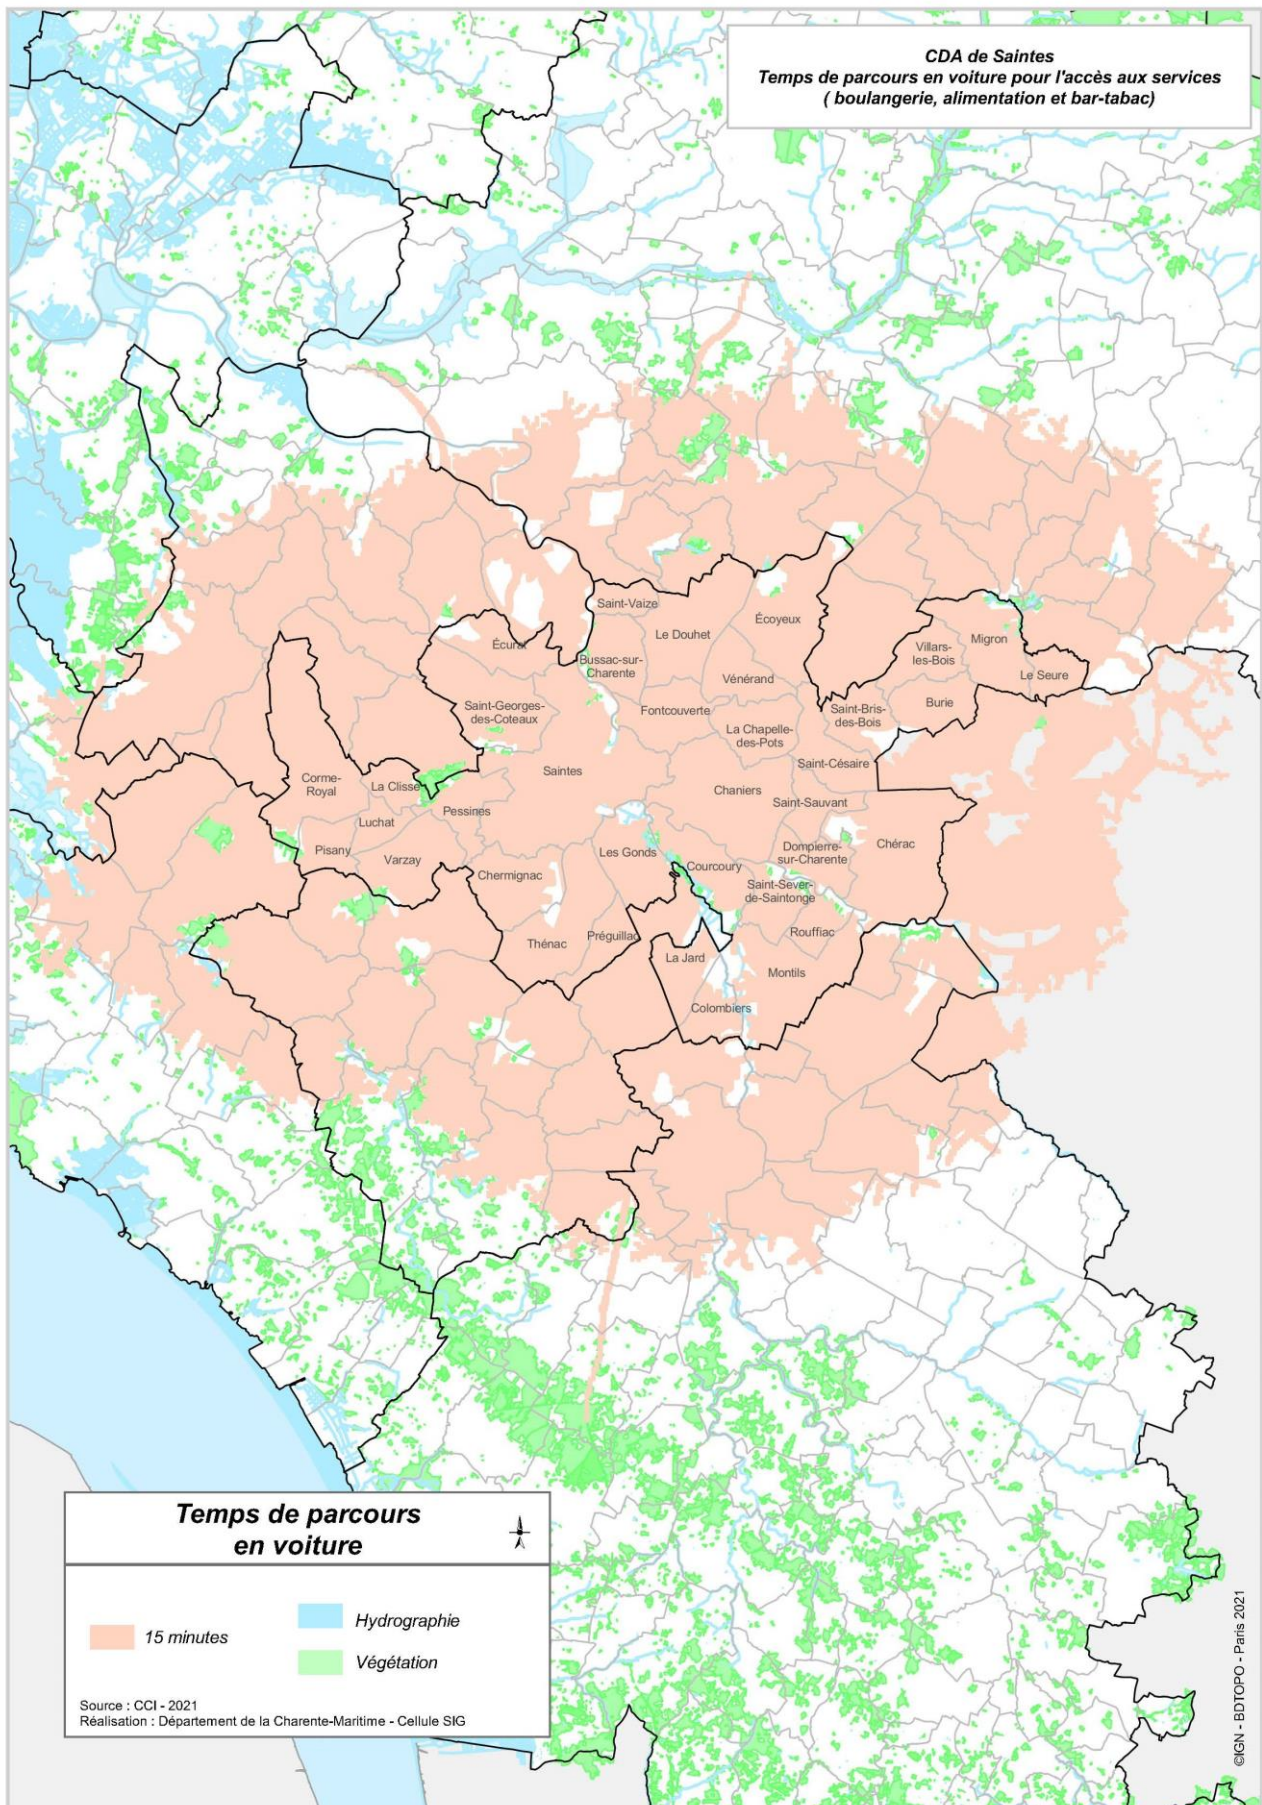 CDA de Saintes
Temps de parcours en voiture pour l'accès aux services
( boulangerie, alimentation et bar-tabac)
Saint-Vaize
Le Douhet
Écoyeux
Écurat
Bussac-sur-
Charente
Vénérand
Villars-
les-Bois
Migron
Le Seure
Burie
Saint-Georges-
des-Coteaux
Fontcouverte
Saint-Bris-
des-Bois
La Chapelle-
des-Pots
Saint-Césaire
Saintes
Corme-
Royal
La Clisse
Chaniers
Saint-Sauvant
Pessines
Luchat
Pisany
Varzay
Les Gonds
Dompierre-
sur-Charente
Chérac
Courcoury
Chermignac
Saint-Sever-
de-Saintonge
Rouffiac
Thénac
Préguillac
La Jard
Montils
Colombiers
Temps de parcours
en voiture
15 minutes
Hydrographie
Végétation
Source : CCI - 2021
Réalisation : Département de la Charente-Maritime - Cellule SIG
©IGN - BDTOPO - Paris 2021